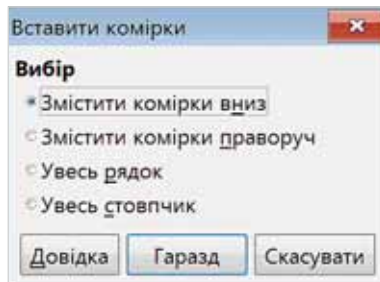 Вставити комірки
Вибір
Змістити комірки вниз
Змістити комірки праворуч
Увесь рядок
Увесь стовпчик
Довідка Гаразд Скасувати